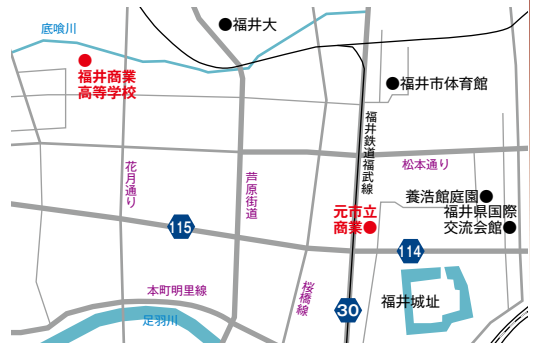 底喰川
福井大
福井商業
高等学校
福井市体育館
福井鉄道福武線
松本通り
花月通り
芦原街道
養浩館庭園
元市立
商業
福井県国際
交流会館
115
114
本町明里線
桜橋線
30
福井城址
足羽川